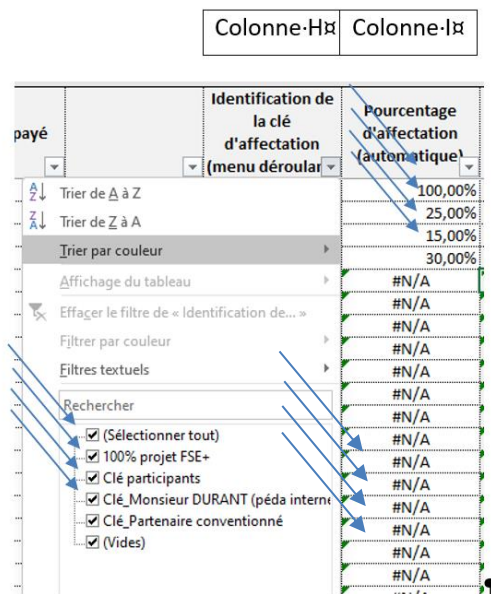 Colonne·H¤ Colonne·I¤
Identification de
la clé
d'affectation
(menu déroular
Pourcentage
d'affectation
(automatique)
payé
Trier de A à Z
Trier de Z à A
Trier par couleur
Affichage du tableau
Effacer le filtre de « Identification de... »
Filtrer par couleur
Filtres textuels
Rechercher
(Sélectionner tout)
100% projet FSE+
Clé participants
Clé_Monsieur DURANT (péda interne
Clé_Partenaire conventionné
(Vides)
100,00%
25,00%
15,00%
30,00%
#N/A
#N/A
#N/A
#N/A
#N/A
#N/A
#N/A
#N/A
#N/A
#N/A
#N/A
#N/A
#N/A
#N/A